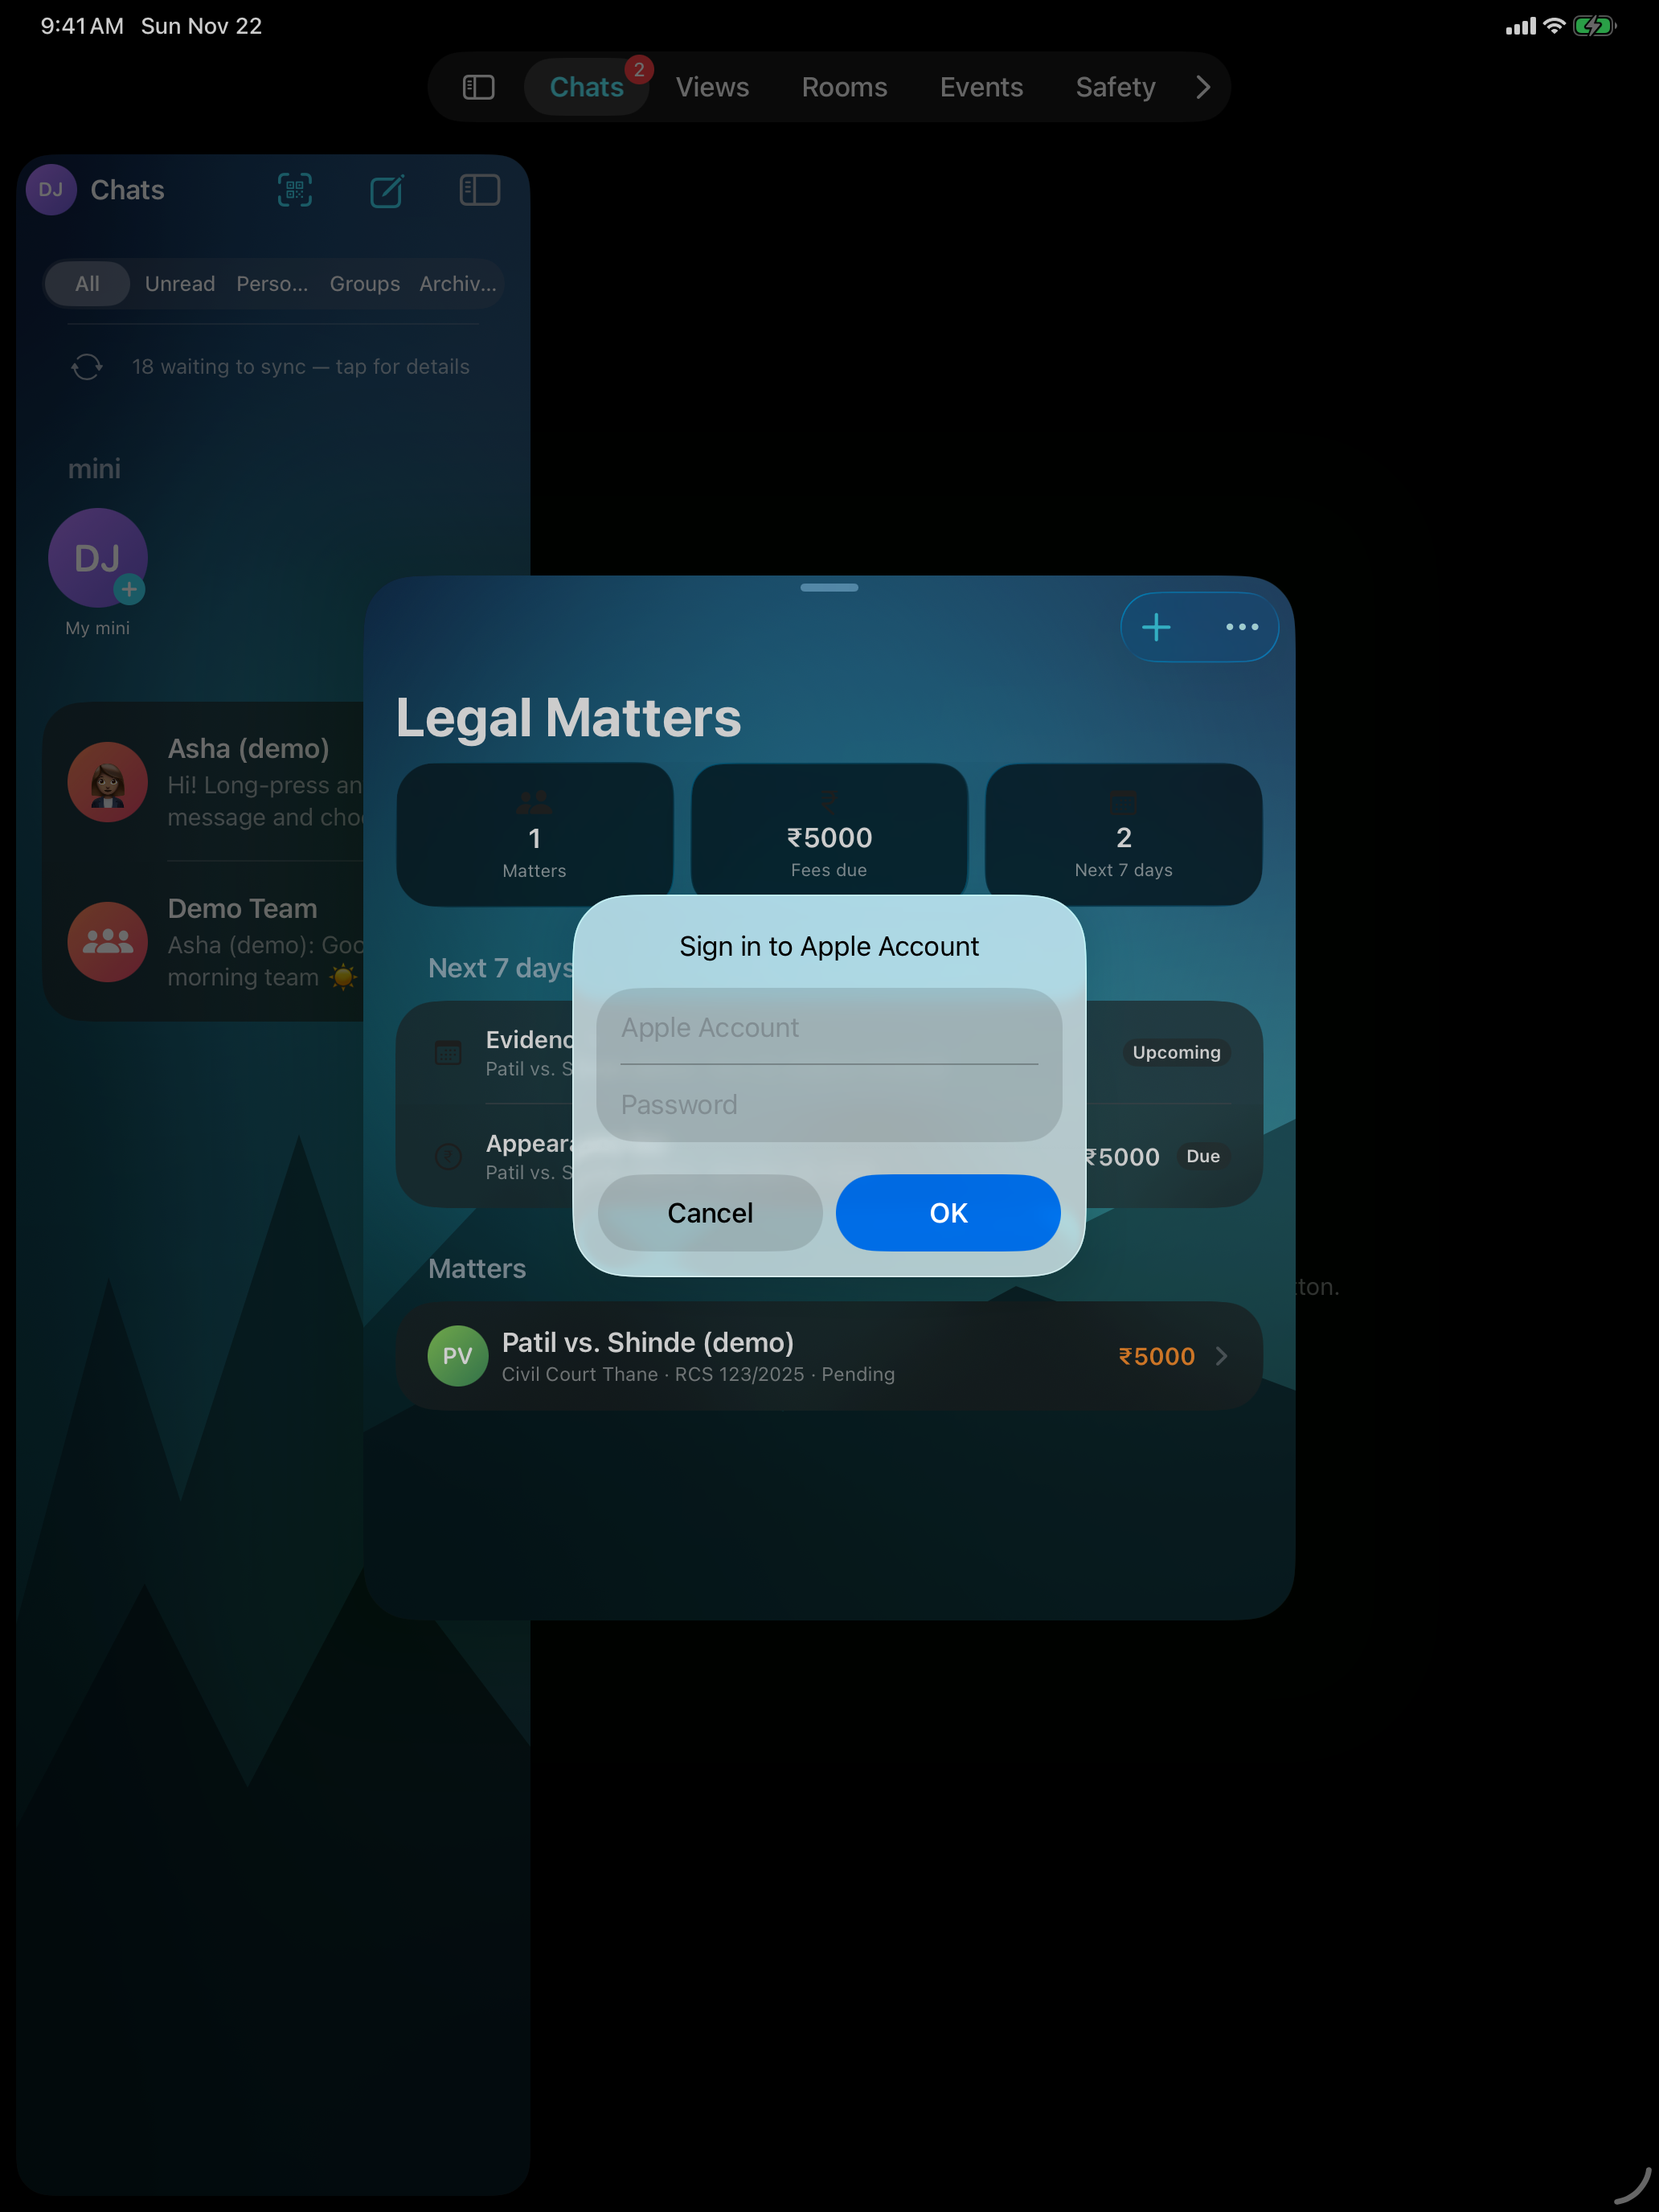 9:41 AM Sun Nov 22
Chats
2
Views
Rooms
Events
Safety
DJ
Chats
All
Unread
Perso...
Groups
Archiv...
18 waiting to sync — tap for details
mini
DJ
My mini
Asha (demo)
Hi! Long-press an
message and cho
Demo Team
Asha (demo): Goo
morning team ☀️
Legal Matters
1
Matters
₹5000
Fees due
2
Next 7 days
Next 7 days
Evidenc
Patil vs. S
Upcoming
Appeara
Patil vs. S
₹5000
Due
Sign in to Apple Account
Apple Account
Password
Cancel
OK
Matters
PV
Patil vs. Shinde (demo)
Civil Court Thane · RCS 123/2025 · Pending
₹5000
tton.